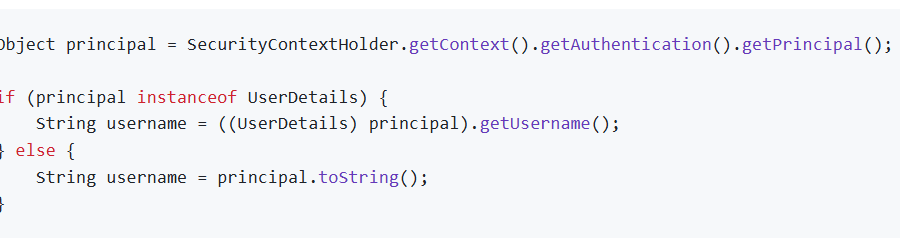 Object principal = SecurityContextHolder.getContext().getAuthentication().getPrincipal();
if (principal instanceof UserDetails) {
String username = ((UserDetails) principal).getUsername();
} else {
String username = principal.toString();
}